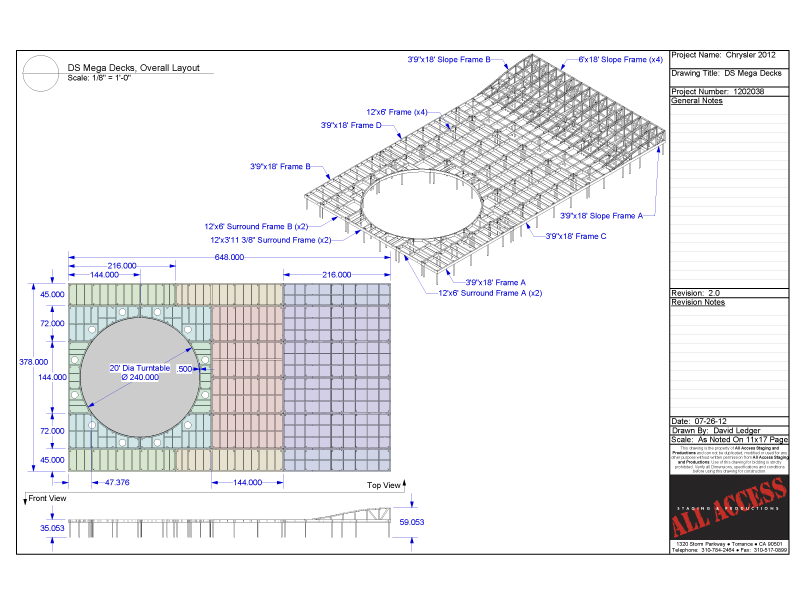 DS Mega Decks, Overall Layout
Scale: 1/8" = 1'-0"
3'9"x18' Slope Frame B
6'x18' Slope Frame (x4)
12'x6' Frame (x4)
3'9"x18' Frame D
3'9"x18' Frame B
12'x6' Surround Frame B (x2)
12'x3'11 3/8" Surround Frame (x2)
3'9"x18' Slope Frame A
3'9"x18' Frame C
3'9"x18' Frame A
12'x6' Surround Frame A (x2)
648.000
216.000
144.000
216.000
45.000
72.000
378.000
144.000
72.000
45.000
20' Dia Turntable
Ø 240.000
.500
47.376
144.000
Top View
Front View
35.053
59.053
Project Name: Chrysler 2012
Drawing Title: DS Mega Decks
Project Number: 1202038
General Notes
Revision: 2.0
Revision Notes
Date: 07-26-12
Drawn By: David Ledger
Scale: As Noted On 11x17 Page
This drawing is the property of All Access Staging and
Productions and can not be duplicated, modified or used for any
other purpose without written permission from All Access Staging
and Productions. Use of this drawing for bidding is strictly
prohibited. Verify all Dimensions, specifications and conditions
before using this drawing for construction.
ALL ACCESS
STAGING & PRODUCTIONS
1320 Storm Parkway ● Torrance ● CA 90501
Telephone: 310-784-2464 ● Fax: 310-517-0899